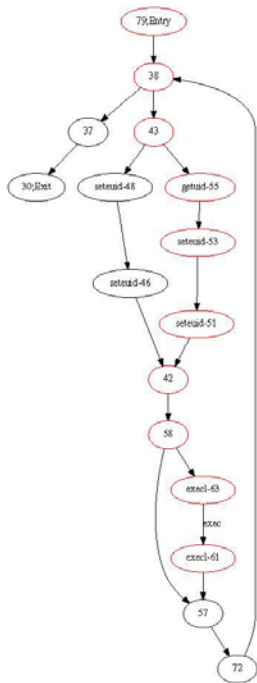 79;Entry
38
37
43
30;Exit
seteuid-48
getuid-55
seteuid-53
seteuid-46
seteuid-51
42
58
execl-63
exec
execl-61
57
72